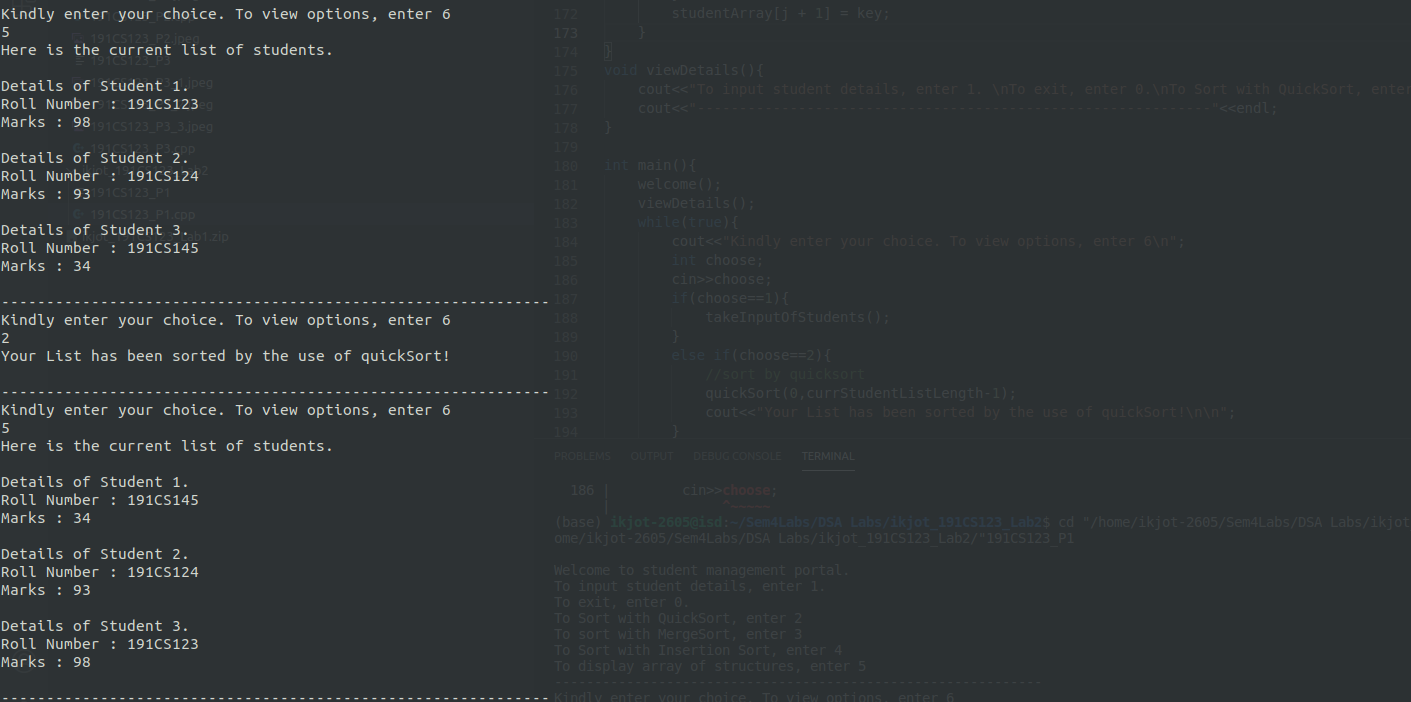 Kindly enter your choice. To view options, enter 6
5
Here is the current list of students.
Details of Student 1.
Roll Number : 191CS123
Marks : 98
Details of Student 2.
Roll Number : 191CS124
Marks : 93
Details of Student 3.
Roll Number : 191CS145
Marks : 34
-------------------------------------------------------------
Kindly enter your choice. To view options, enter 6
2
Your List has been sorted by the use of quickSort!
-------------------------------------------------------------
Kindly enter your choice. To view options, enter 6
5
Here is the current list of students.
Details of Student 1.
Roll Number : 191CS145
Marks : 34
Details of Student 2.
Roll Number : 191CS124
Marks : 93
Details of Student 3.
Roll Number : 191CS123
Marks : 98
-------------------------------------------------------------
191CS123_P2.jpeg
191CS123_P3
191CS123_P3_3.jpeg
191CS123_P3.cpp
191CS123_P1
191CS123_P1.cpp
172 studentArray[j + 1] = key;
173 }
174 }
175 void viewDetails(){
176 cout<<"To input student details, enter 1. \nTo exit, enter 0.\nTo Sort with QuickSort, enter
177 cout<<"-------------------------------------------------------------"<<endl;
178 }
179
180 int main(){
181 welcome();
182 viewDetails();
183 while(true){
184 cout<<"Kindly enter your choice. To view options, enter 6\n";
185 int choose;
186 cin>>choose;
187 if(choose==1){
188 takeInputOfStudents();
189 }
190 else if(choose==2){
191 //sort by quicksort
192 quickSort(0,currStudentListLength-1);
193 cout<<"Your List has been sorted by the use of quickSort!\n\n";
194 }
PROBLEMS OUTPUT DEBUG CONSOLE TERMINAL
186 | cin>>choose;
| ^~~~~~
(base) ikjot-2605@isd:~/Sem4Labs/DSA Labs/ikjot_191CS123_Lab2$ cd "/home/ikjot-2605/Sem4Labs/DSA Labs/ikjot
ome/ikjot-2605/Sem4Labs/DSA Labs/ikjot_191CS123_Lab2/"191CS123_P1
Welcome to student management portal.
To input student details, enter 1.
To exit, enter 0.
To Sort with QuickSort, enter 2
To sort with MergeSort, enter 3
To Sort with Insertion Sort, enter 4
To display array of structures, enter 5
-------------------------------------------------------------
Kindly enter your choice. To view options, enter 6